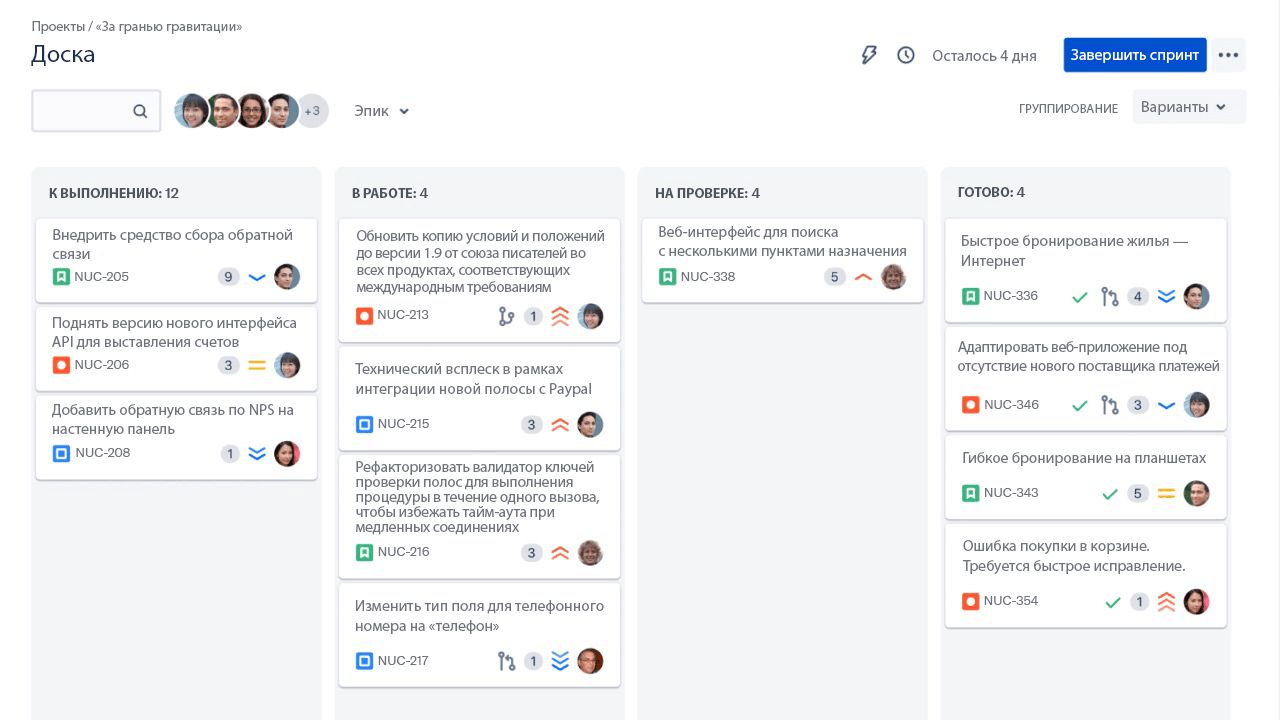 Проекты / «За гранью гравитации»
Доска
Осталось 4 дня
Завершить спринт
+3
Эпик
ГРУППИРОВАНИЕ
Варианты
К ВЫПОЛНЕНИЮ: 12
Внедрить средство сбора обратной
связи
NUC-205
9
Поднять версию нового интерфейса
API для выставления счетов
NUC-206
3
Добавить обратную связь по NPS на
настенную панель
NUC-208
1
В РАБОТЕ: 4
Обновить копию условий и положений
до версии 1.9 от союза писателей во
всех продуктах, соответствующих
международным требованиям
NUC-213
1
Технический всплеск в рамках
интеграции новой полосы с Paypal
NUC-215
3
Рефакторизовать валидатор ключей
проверки полос для выполнения
процедуры в течение одного вызова,
чтобы избежать тайм-аута при
медленных соединениях
NUC-216
3
Изменить тип поля для телефонного
номера на «телефон»
NUC-217
1
НА ПРОВЕРКЕ: 4
Веб-интерфейс для поиска
с несколькими пунктами назначения
NUC-338
5
ГОТОВО: 4
Быстрое бронирование жилья —
Интернет
NUC-336
4
Адаптировать веб-приложение под
отсутствие нового поставщика платежей
NUC-346
3
Гибкое бронирование на планшетах
NUC-343
5
Ошибка покупки в корзине.
Требуется быстрое исправление.
NUC-354
1